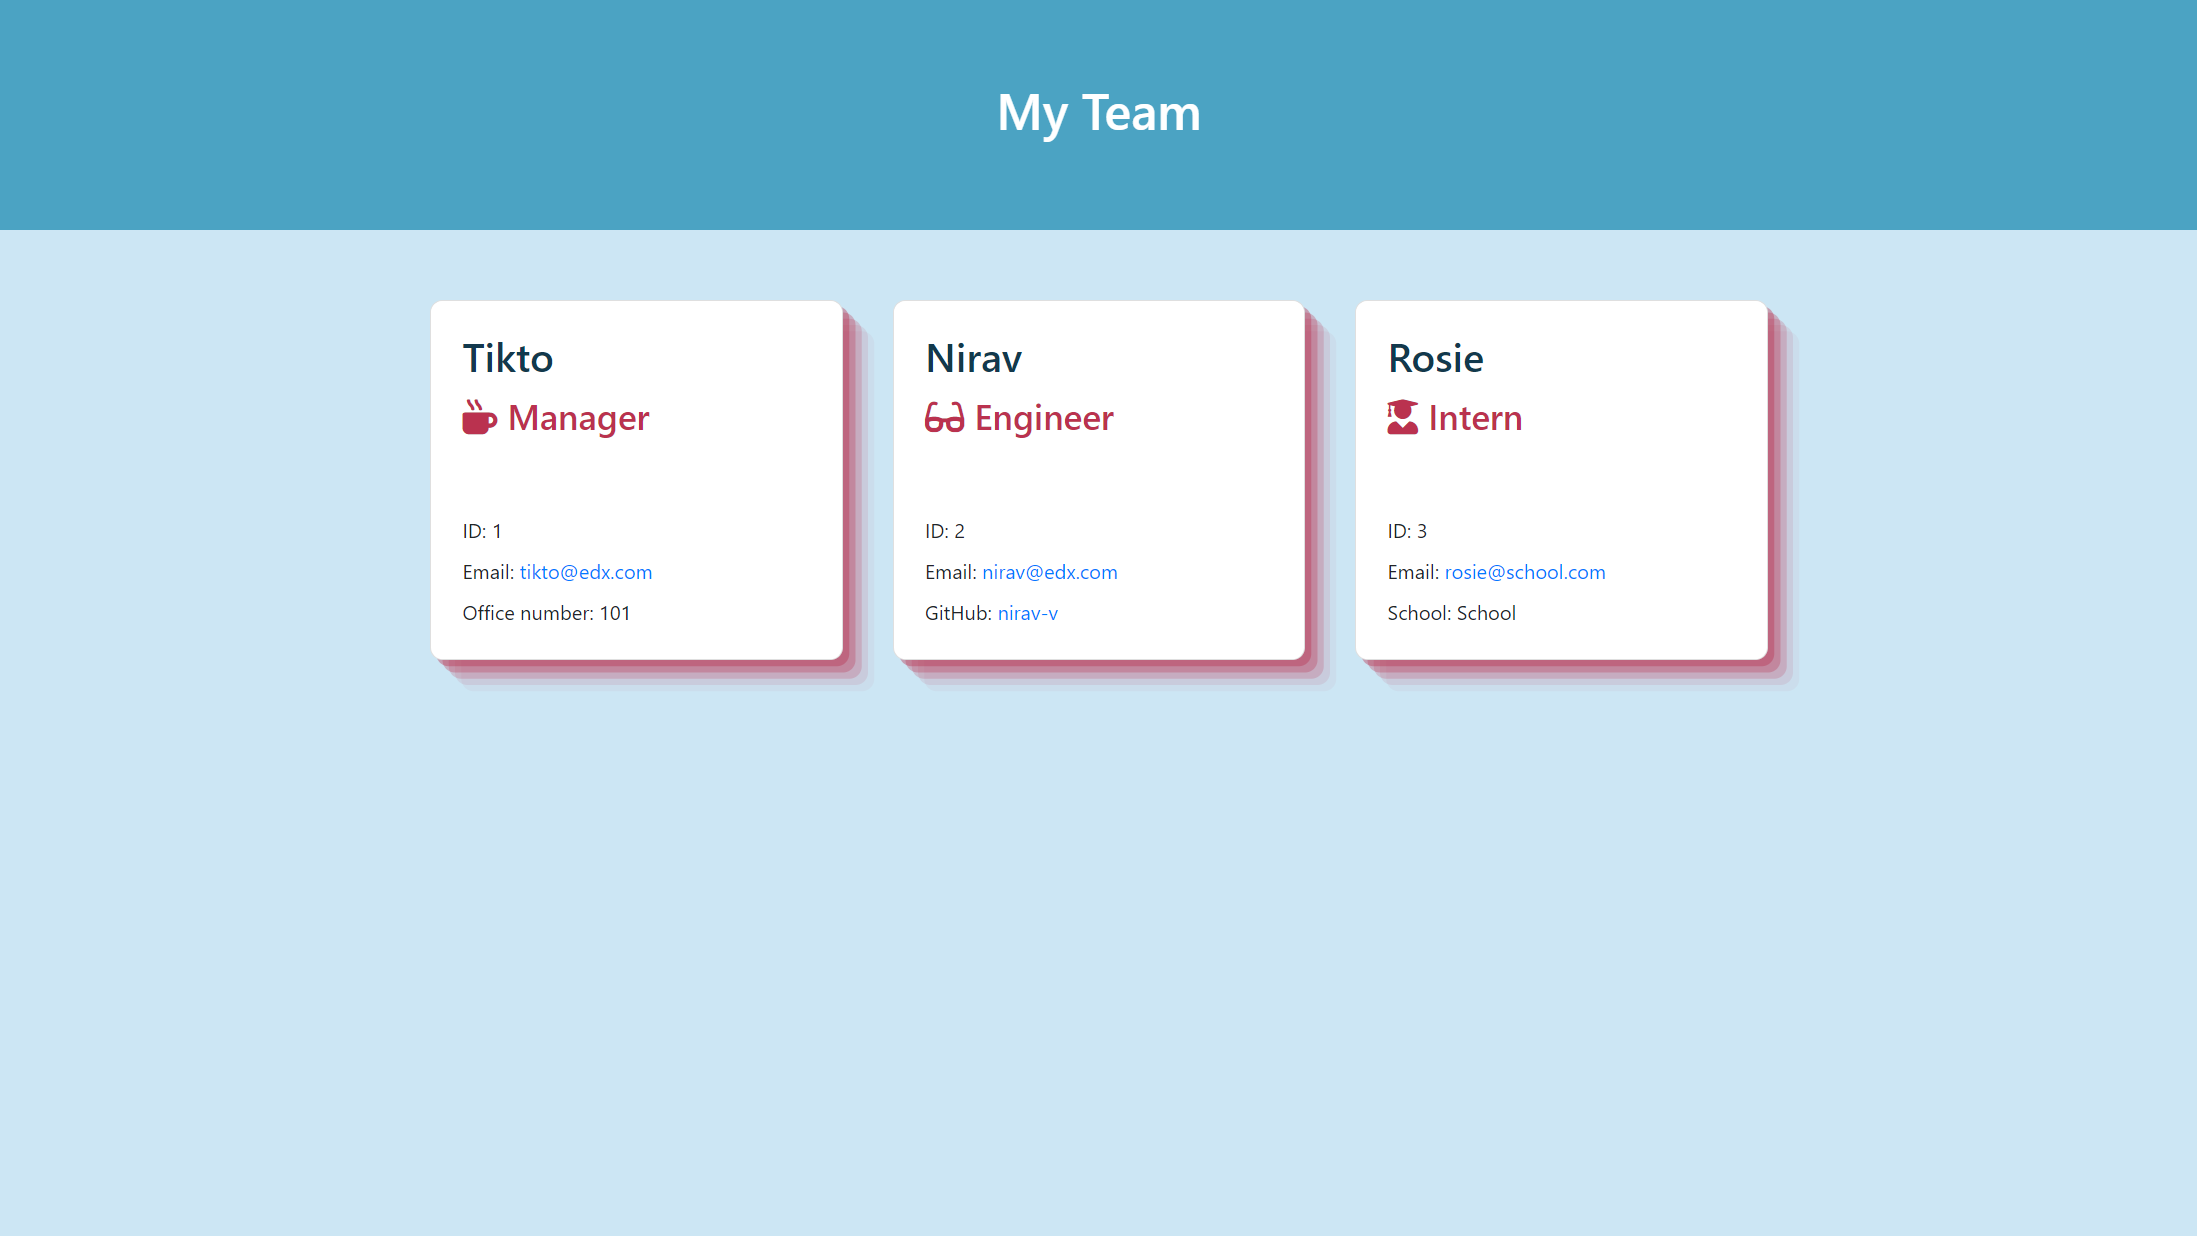 My Team
Tikto
Manager
ID: 1
Email: tikto@edx.com
Office number: 101
Nirav
Engineer
ID: 2
Email: nirav@edx.com
GitHub: nirav-v
Rosie
Intern
ID: 3
Email: rosie@school.com
School: School